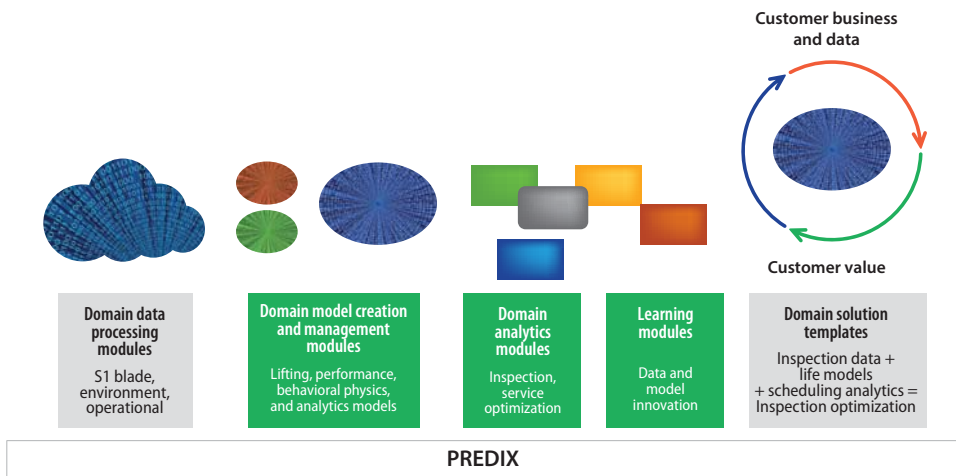 Customer business
and data
Customer value
Domain data
processing
modules
S1 blade,
environment,
operational
Domain model creation
and management
modules
Lifting, performance,
behavioral physics,
and analytics models
Domain
analytics
modules
Inspection,
service
optimization
Learning
modules
Data and
model
innovation
Domain solution
templates
Inspection data +
life models
+ scheduling analytics =
Inspection optimization
PREDIX